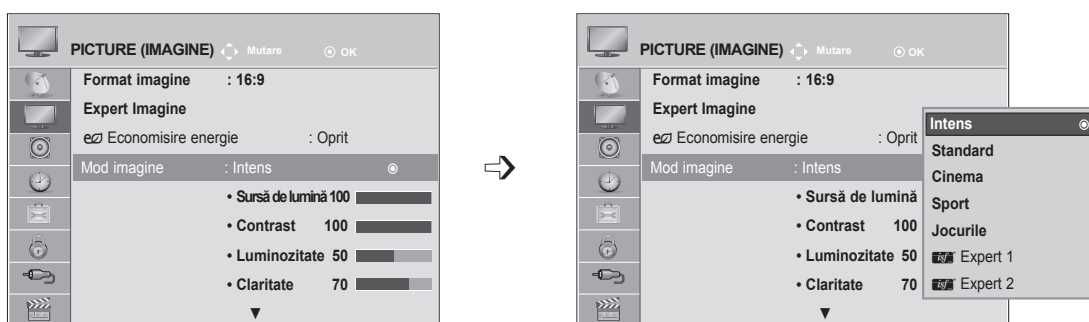 PICTURE (IMAGINE) Mutare OK
Format imagine : 16:9
Expert Imagine
Economisire energie : Oprit
Mod imagine : Intens
• Sursă de lumină 100
• Contrast 100
• Luminozitate 50
• Claritate 70
PICTURE (IMAGINE) Mutare OK
Format imagine : 16:9
Expert Imagine
Economisire energie : Oprit
Mod imagine : Intens
• Sursă de lumină
• Contrast 100
• Luminozitate 50
• Claritate 70
Intens
Standard
Cinema
Sport
Jocurile
isf Expert 1
isf Expert 2